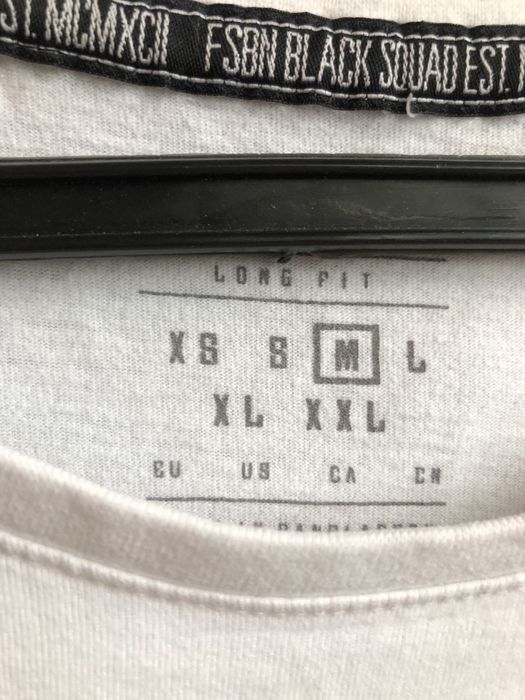 ST. MCMXCII FSBN BLACK SQUAD EST.
LONG FIT
XS S M L
XL XXL
EU US CA CN